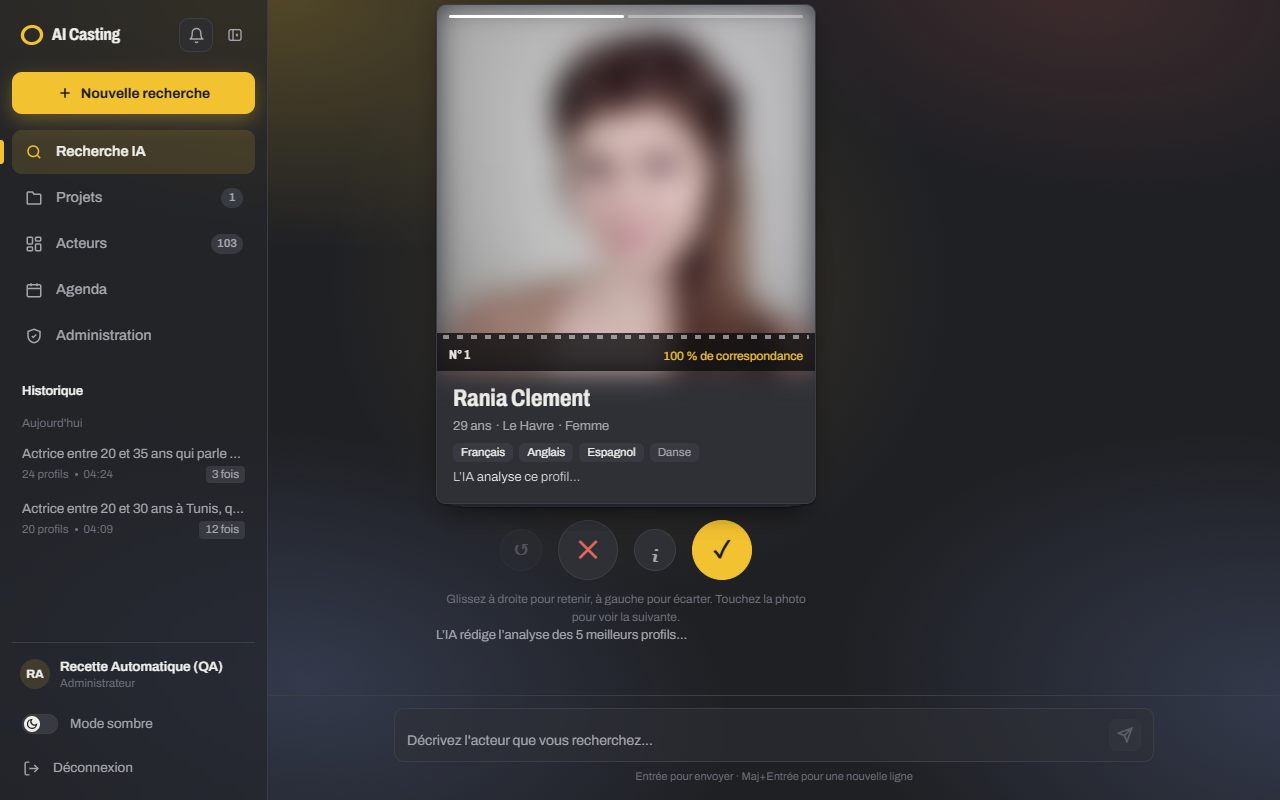 AI Casting
Nouvelle recherche
Recherche IA
Projets 1
Acteurs 103
Agenda
Administration
Historique
Aujourd'hui
Actrice entre 20 et 35 ans qui parle ...
24 profils • 04:24 3 fois
Actrice entre 20 et 30 ans à Tunis, q...
20 profils • 04:09 12 fois
RA Recette Automatique (QA)
Administrateur
Mode sombre
Déconnexion
N° 1 100 % de correspondance
Rania Clement
29 ans · Le Havre · Femme
Français Anglais Espagnol Danse
L'IA analyse ce profil...
Glissez à droite pour retenir, à gauche pour écarter. Touchez la photo
pour voir la suivante.
L'IA rédige l'analyse des 5 meilleurs profils...
Décrivez l'acteur que vous recherchez...
Entrée pour envoyer · Maj+Entrée pour une nouvelle ligne